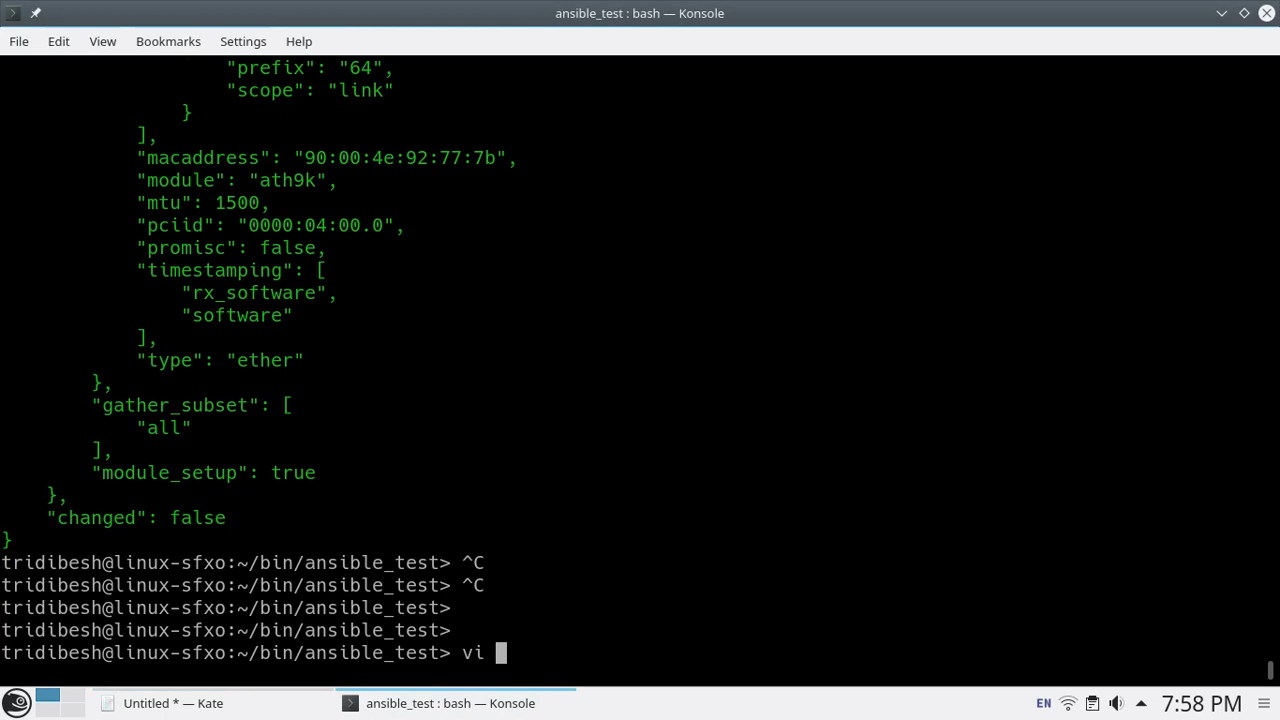 ansible_test : bash — Konsole
File Edit View Bookmarks Settings Help
"prefix": "64",
"scope": "link"
}
],
"macaddress": "90:00:4e:92:77:7b",
"module": "ath9k",
"mtu": 1500,
"pciid": "0000:04:00.0",
"promisc": false,
"timestamping": [
"rx_software",
"software"
],
"type": "ether"
},
"gather_subset": [
"all"
],
"module_setup": true
},
"changed": false
}
tridibesh@linux-sfxo:~/bin/ansible_test> ^C
tridibesh@linux-sfxo:~/bin/ansible_test> ^C
tridibesh@linux-sfxo:~/bin/ansible_test>
tridibesh@linux-sfxo:~/bin/ansible_test>
tridibesh@linux-sfxo:~/bin/ansible_test> vi
Untitled * — Kate ansible_test : bash — Konsole EN 7:58 PM